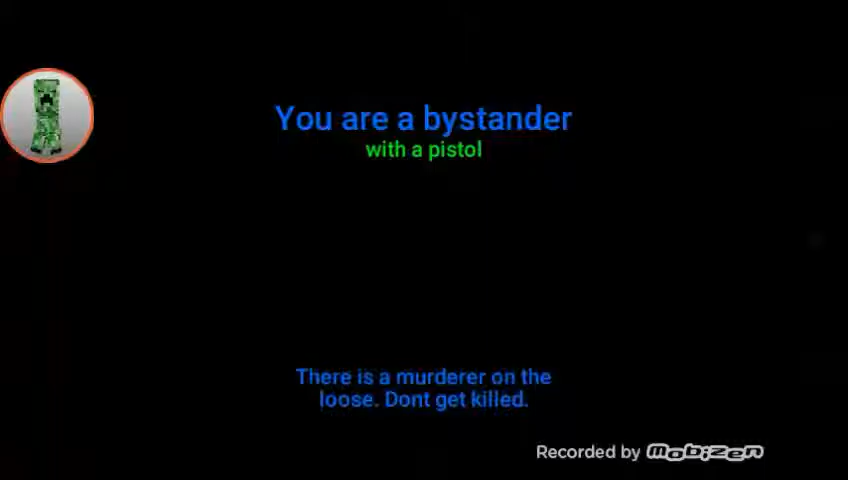 You are a bystander
with a pistol
There is a murderer on the
loose. Dont get killed.
Recorded by mobizen